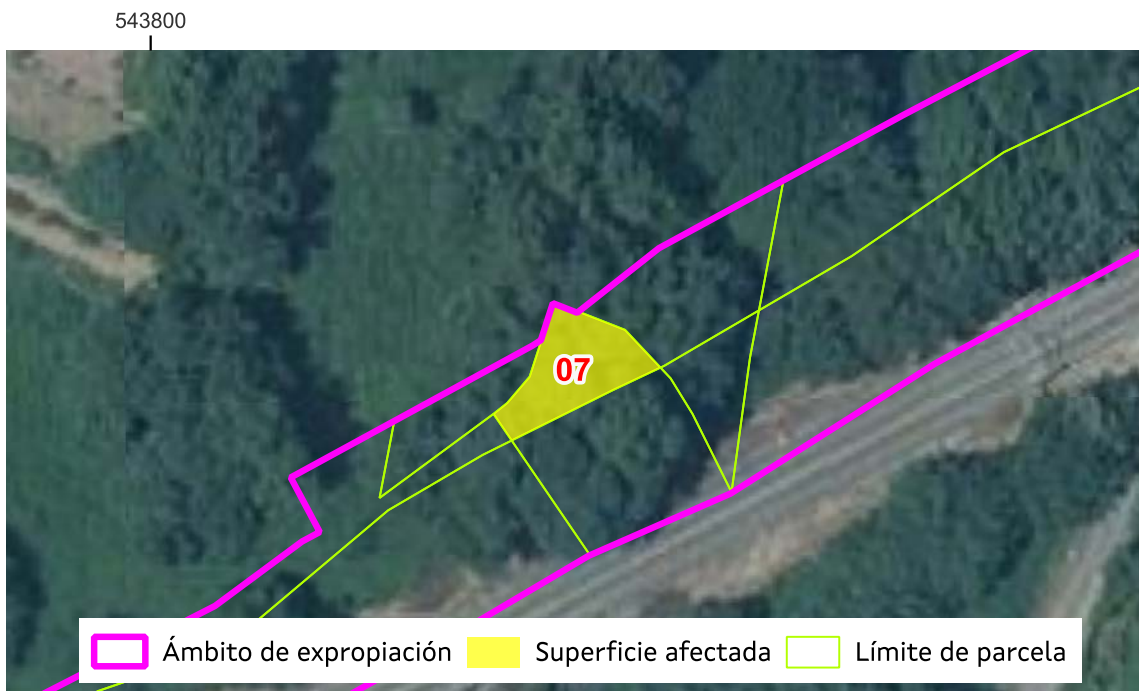 543800
07
Ámbito de expropiación Superficie afectada Límite de parcela